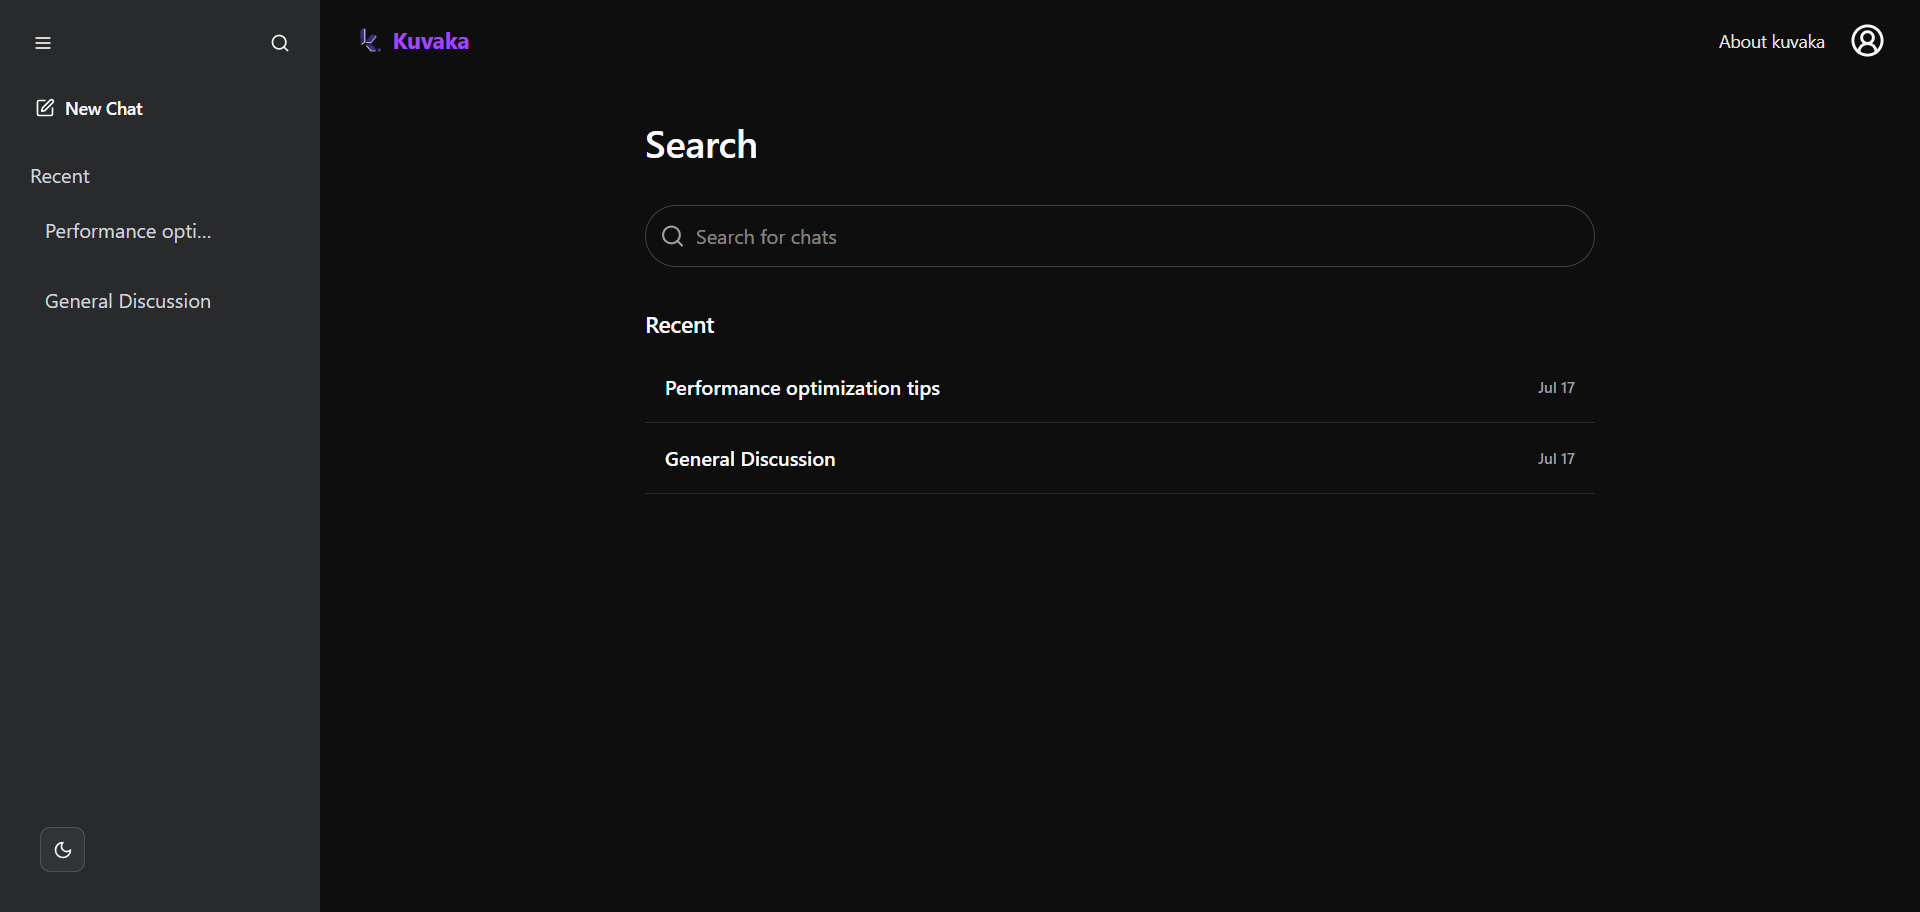 New Chat
Recent
Performance opti...
General Discussion
Kuvaka
About kuvaka
Search
Search for chats
Recent
Performance optimization tips
Jul 17
General Discussion
Jul 17